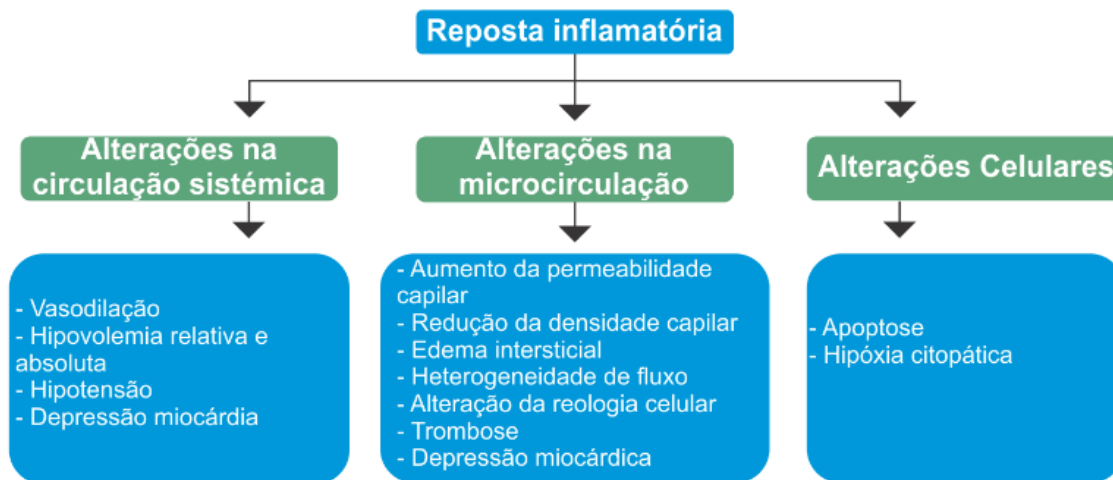 Reposta inflamatória
Alterações na
circulação sistémica
Alterações na
microcirculação
Alterações Celulares
- Vasodilação
- Hipovolemia relativa e
absoluta
- Hipotensão
- Depressão miocárdia
- Aumento da permeabilidade
capilar
- Redução da densidade capilar
- Edema intersticial
- Heterogeneidade de fluxo
- Alteração da reologia celular
- Trombose
- Depressão miocárdica
- Apoptose
- Hipóxia citopática